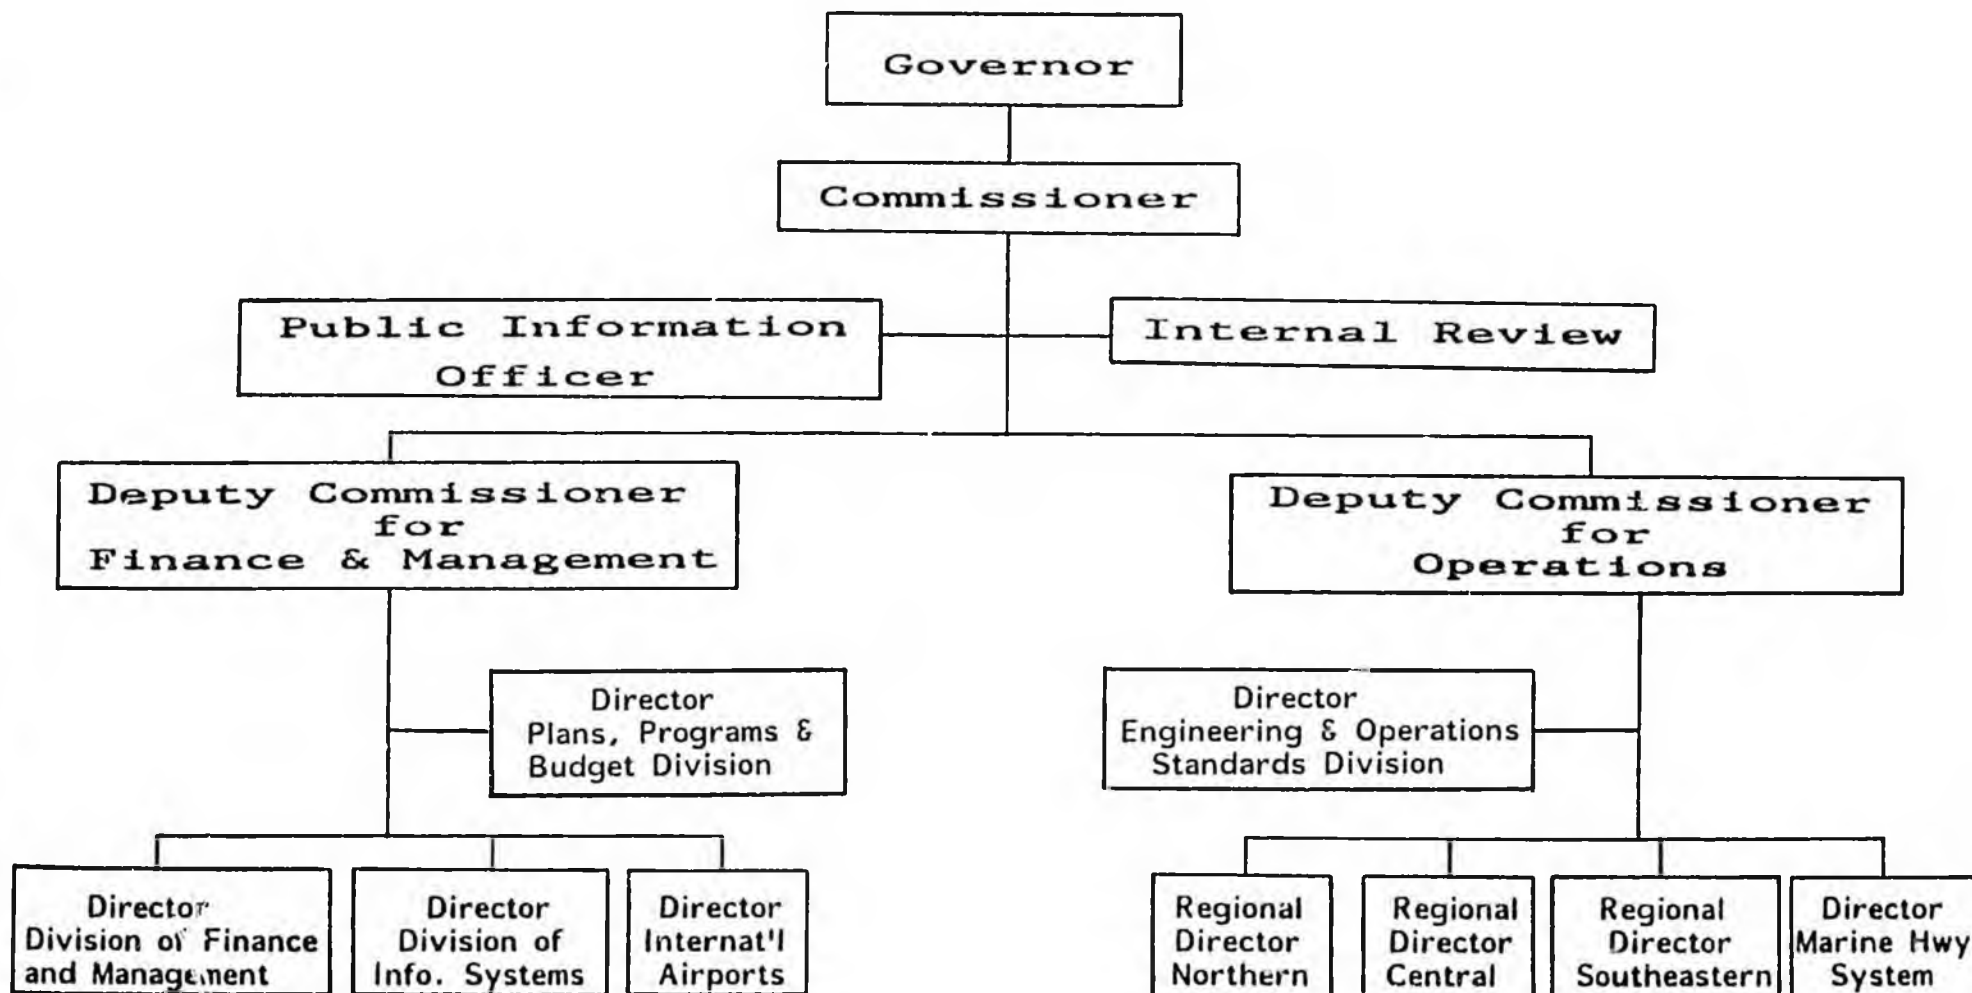 Governor
Commissioner
Public Information
Officer
Internal Review
Deputy Commissioner
for
Finance & Management
Deputy Commissioner
for
Operations
Director
Plans, Programs &
Budget Division
Director
Engineering & Operations
Standards Division
Director
Division of Finance
and Management
Director
Division of
Info. Systems
Director
Internat'l
Airports
Regional
Director
Northern
Regional
Director
Central
Regional
Director
Southeastern
Director
Marine Hwy
System